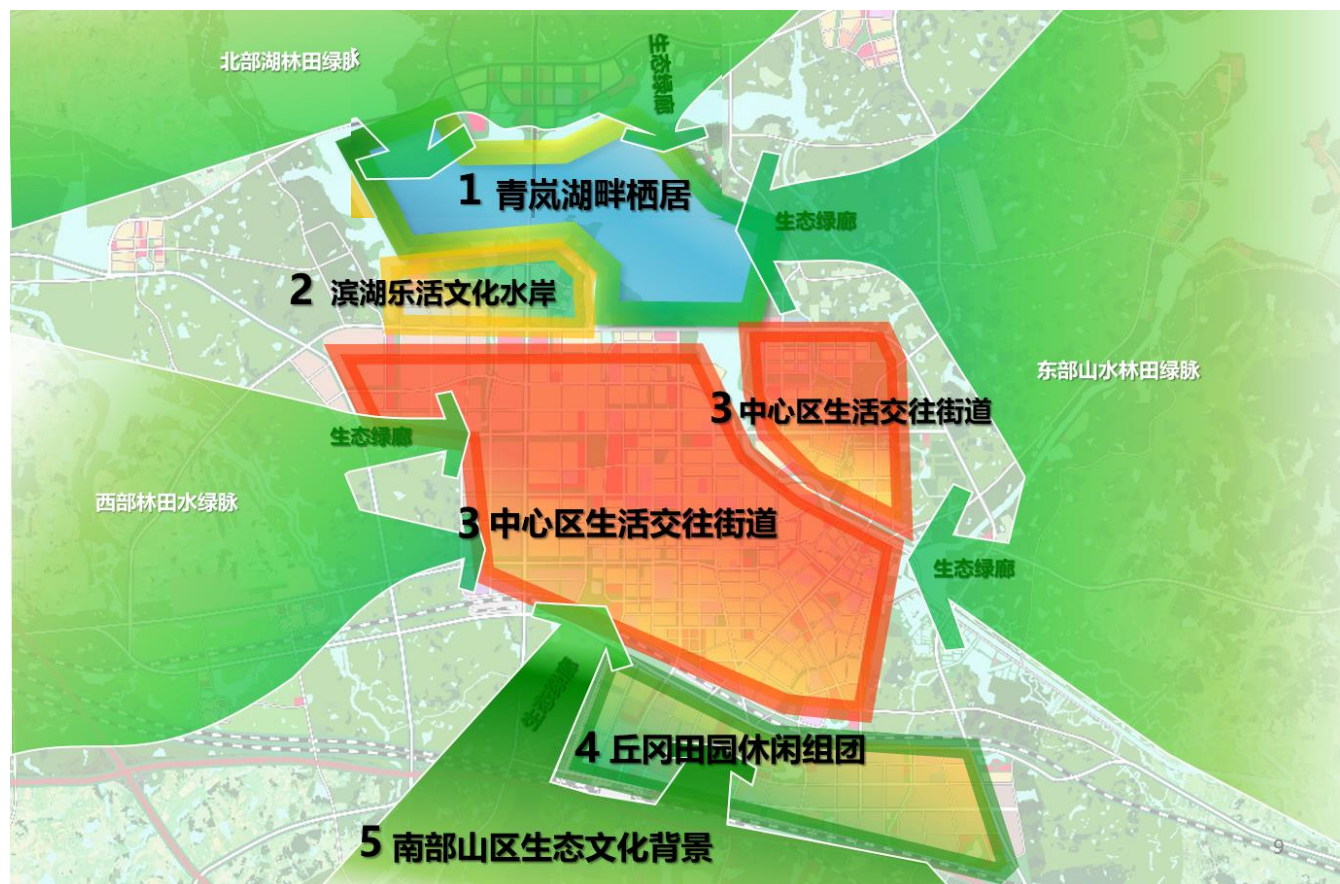 北部湖林田绿脉
生态绿廊
1 青岚湖畔栖居
生态绿廊
2 滨湖乐活文化水岸
东部山水林田绿脉
3 中心区生活交往街道
生态绿廊
西部林田水绿脉
3 中心区生活交往街道
生态绿廊
生态绿廊
4 丘冈田园休闲组团
5 南部山区生态文化背景
9